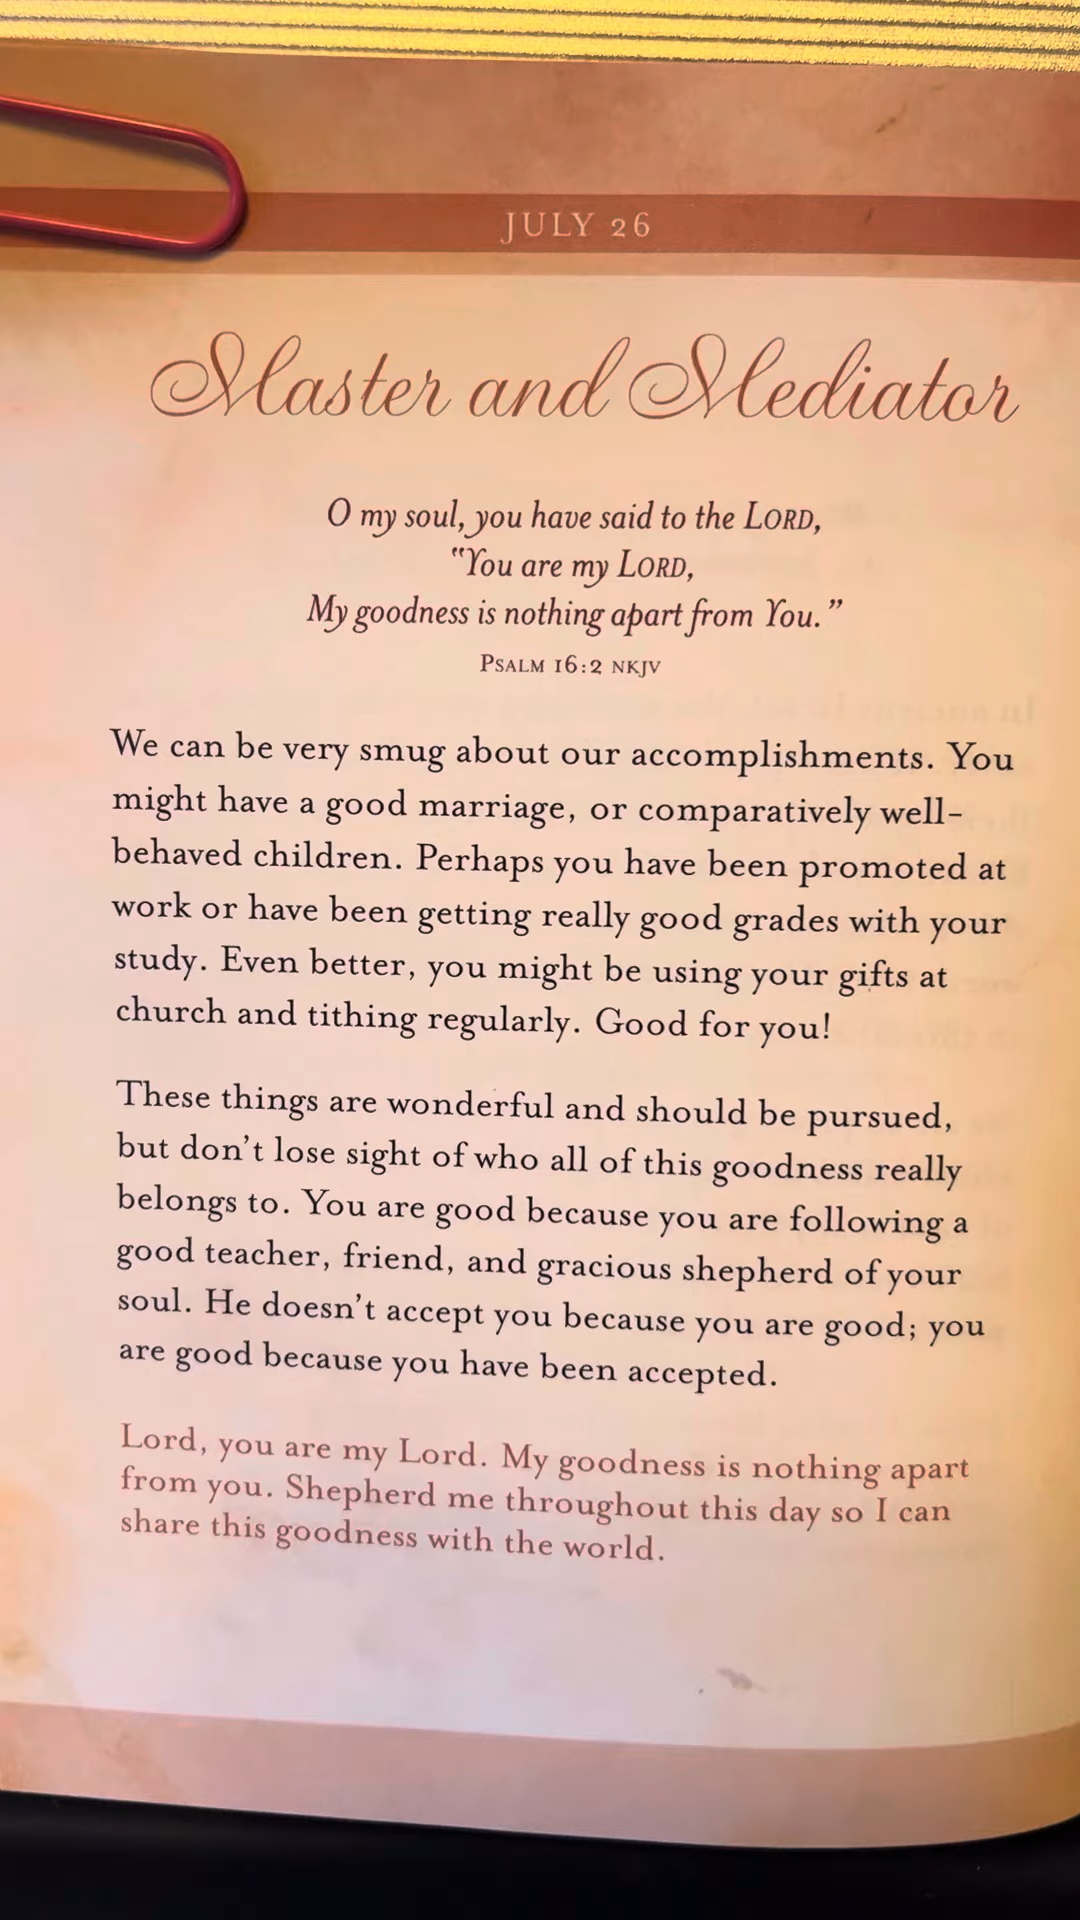 JULY 26
Master and Mediator
O my soul, you have said to the LORD,
"You are my LORD,
My goodness is nothing apart from You."
PSALM 16:2 NKJV
We can be very smug about our accomplishments. You
might have a good marriage, or comparatively well-
behaved children. Perhaps you have been promoted at
work or have been getting really good grades with your
study. Even better, you might be using your gifts at
church and tithing regularly. Good for you!
These things are wonderful and should be pursued,
but don't lose sight of who all of this goodness really
belongs to. You are good because you are following a
good teacher, friend, and gracious shepherd of your
soul. He doesn't accept you because you are good; you
are good because you have been accepted.
Lord, you are my Lord. My goodness is nothing apart
from you. Shepherd me throughout this day so I can
share this goodness with the world.